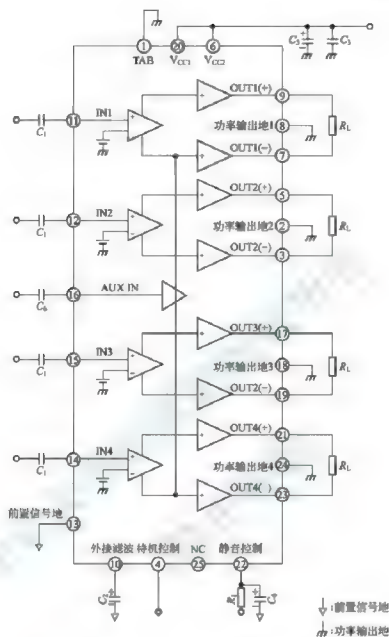 1 20 6
TAB VCC1 VCC2
C5 C3
OUT1(+) 9
C1 11 IN1
功率输出地1 8 RL
OUT1(−) 7
OUT2(+) 5
C1 12 IN2
功率输出地2 2 RL
OUT2(−) 3
C6 16 AUX IN
OUT3(+) 17
C1 15 IN3
功率输出地3 18 RL
OUT2(−) 19
OUT4(+) 21
C1 14 IN4
功率输出地4 24 RL
OUT4( ) 23
前置信号地
13
外接滤波 待机控制 NC 静音控制
10 4 25 22
R1 C4
:前置信号地
:功率输出地